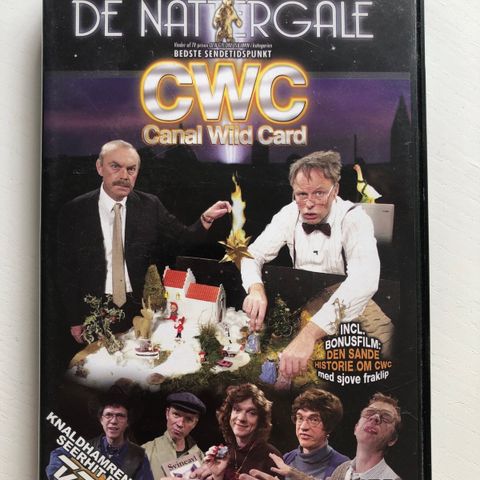 DE NATTERGALE
BEDSTE SENDETIDSPUNKT
CWC
Canal Wild Card
INCL.
BONUSFILM:
DEN SANDE
HISTORIE OM CWC
med sjove fraklip
KNALDHAMREN
SEERHIT
Svincavi